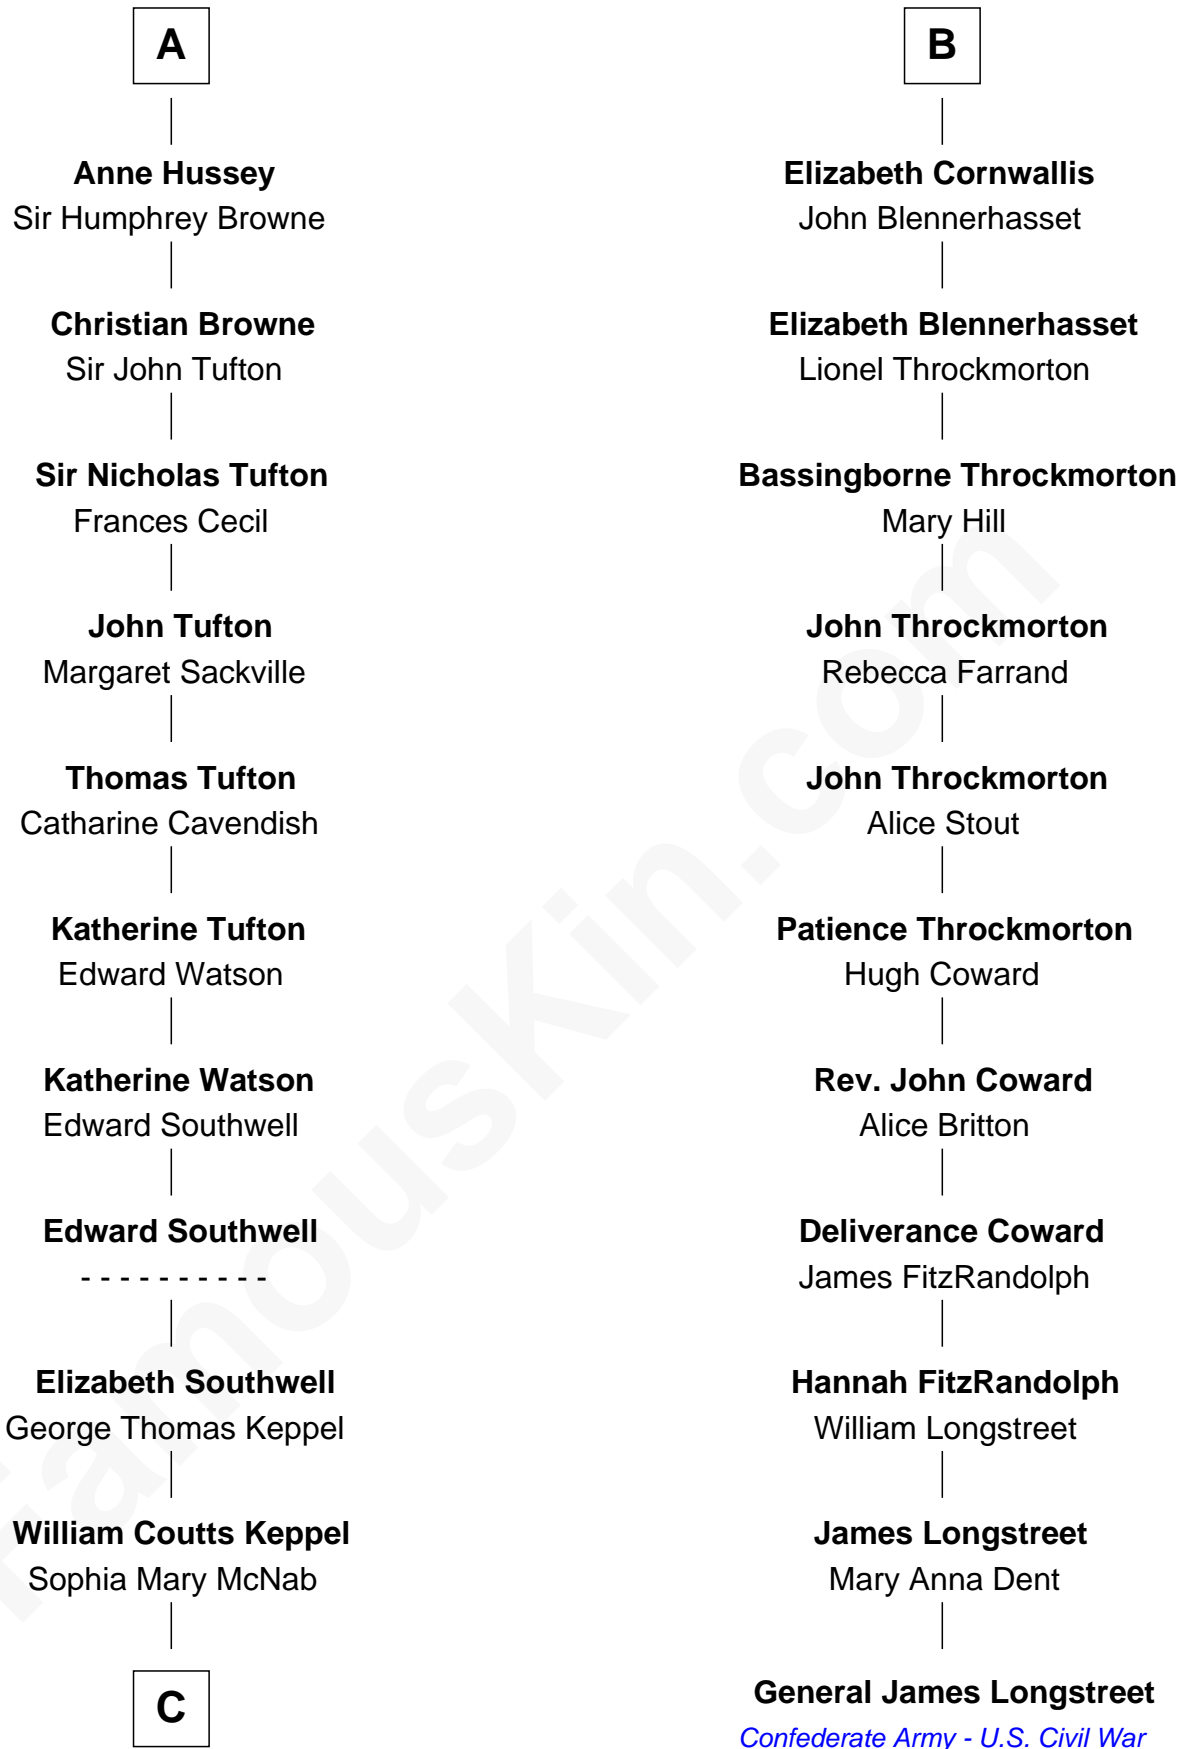 A
Anne Hussey
Sir Humphrey Browne
Christian Browne
Sir John Tufton
Sir Nicholas Tufton
Frances Cecil
John Tufton
Margaret Sackville
Thomas Tufton
Catharine Cavendish
Katherine Tufton
Edward Watson
Katherine Watson
Edward Southwell
Edward Southwell
- - - - - - - - - -
Elizabeth Southwell
George Thomas Keppel
William Coutts Keppel
Sophia Mary McNab
C
B
Elizabeth Cornwallis
John Blennerhasset
Elizabeth Blennerhasset
Lionel Throckmorton
Bassingborne Throckmorton
Mary Hill
John Throckmorton
Rebecca Farrand
John Throckmorton
Alice Stout
Patience Throckmorton
Hugh Coward
Rev. John Coward
Alice Britton
Deliverance Coward
James FitzRandolph
Hannah FitzRandolph
William Longstreet
James Longstreet
Mary Anna Dent
General James Longstreet
Confederate Army - U.S. Civil War
FamousKin.com